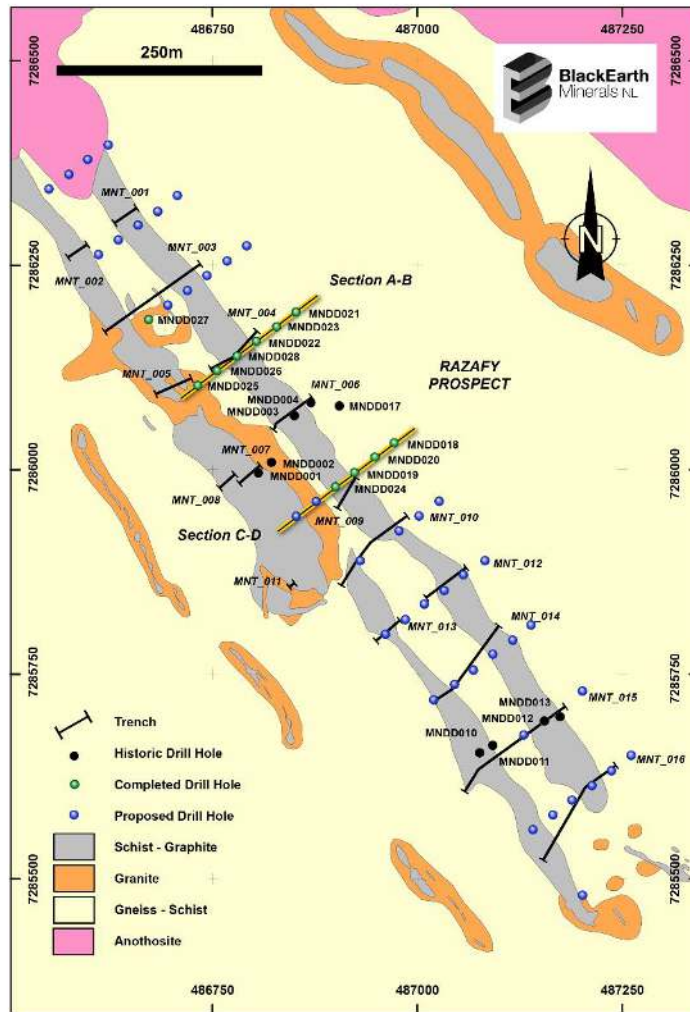 486750
487000
487250
7286500
7286500
250m
BlackEarth
Minerals NL
N
MNT_001
MNT_002
MNT_003
7286250
7286250
Section A-B
MNT_004
MNDD021
MNDD023
MNDD027
MNDD022
MNDD028
MNDD026
MNT_005
MNDD025
RAZAFY
PROSPECT
MNDD004
MNT_006
MNDD003
MNDD017
MNDD018
MNT_007
MNDD020
7286000
7286000
MNDD002
MNDD001
MNDD019
MNT_008
MNDD024
MNT_009
MNT_010
Section C-D
MNT_011
MNT_012
MNT_013
MNT_014
7285750
7285750
MNT_015
MNDD013
MNDD012
MNDD010
MNDD011
MNT_016
Trench
Historic Drill Hole
Completed Drill Hole
Proposed Drill Hole
Schist - Graphite
Granite
Gneiss - Schist
Anothosite
7285500
7285500
486750
487000
487250